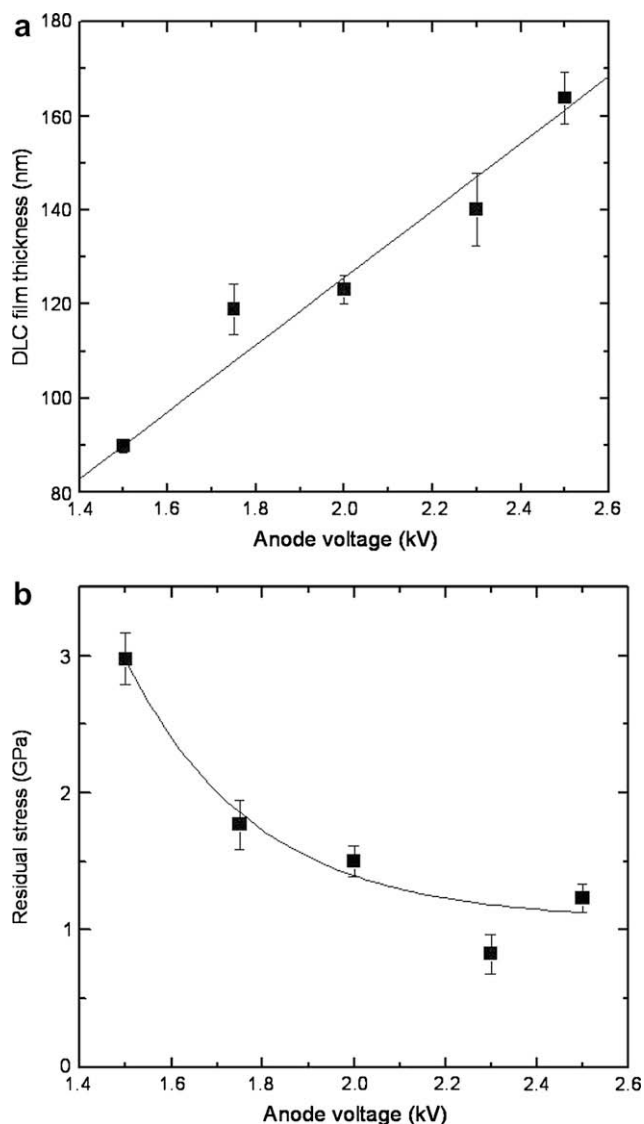 a
180
160
140
120
100
80
DLC film thickness (nm)
1.4 1.6 1.8 2.0 2.2 2.4 2.6
Anode voltage (kV)
b
3
2
1
0
Residual stress (GPa)
1.4 1.6 1.8 2.0 2.2 2.4 2.6
Anode voltage (kV)